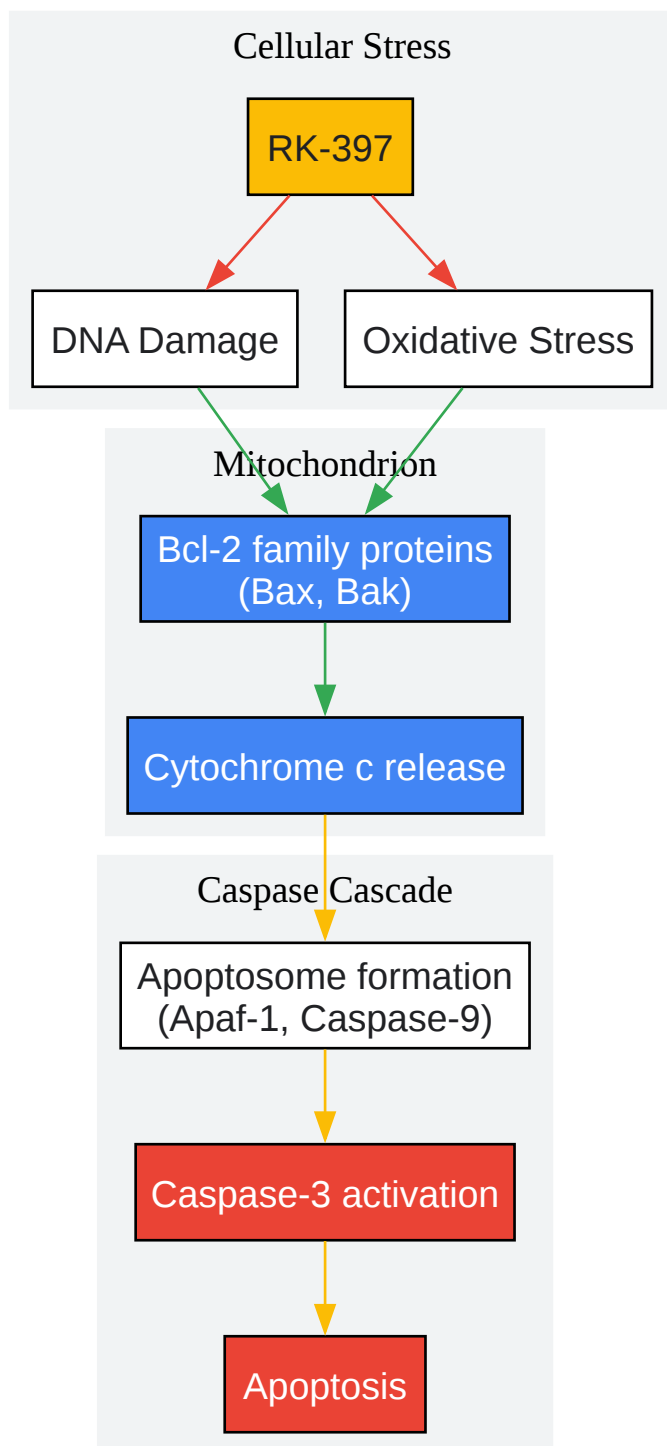 Cellular Stress
RK-397
DNA Damage
Oxidative Stress
Mitochondrion
Bcl-2 family proteins
(Bax, Bak)
Cytochrome c release
Caspase Cascade
Apoptosome formation
(Apaf-1, Caspase-9)
Caspase-3 activation
Apoptosis